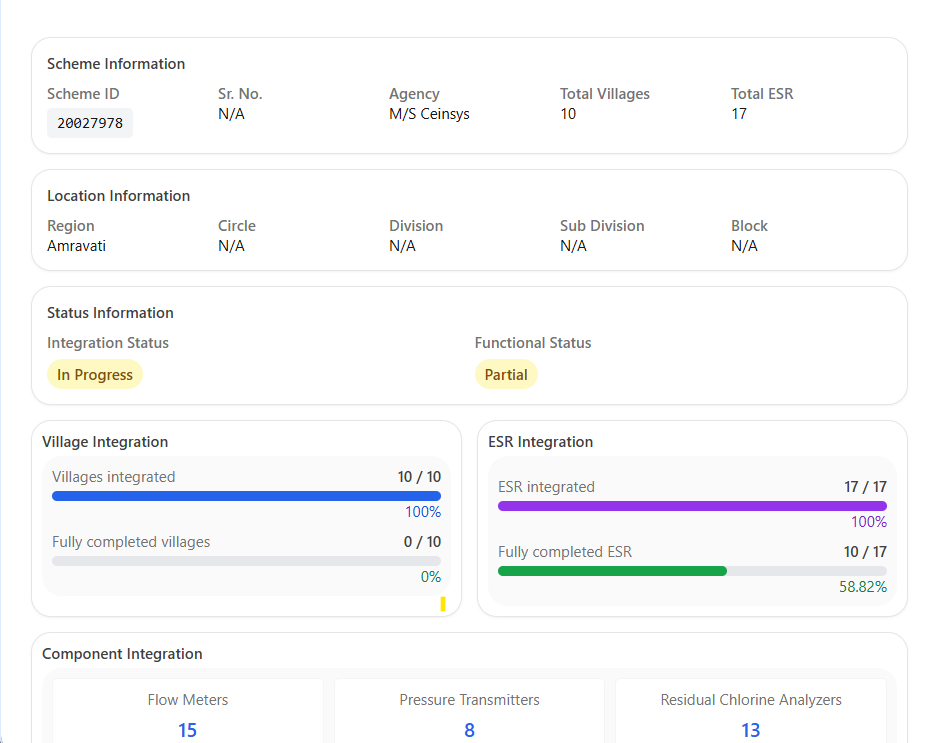 Scheme Information
Scheme ID Sr. No. Agency Total Villages Total ESR
20027978 N/A M/S Ceinsys 10 17
Location Information
Region Circle Division Sub Division Block
Amravati N/A N/A N/A N/A
Status Information
Integration Status Functional Status
In Progress Partial
Village Integration
Villages integrated 10 / 10
100%
Fully completed villages 0 / 10
0%
ESR Integration
ESR integrated 17 / 17
100%
Fully completed ESR 10 / 17
58.82%
Component Integration
Flow Meters Pressure Transmitters Residual Chlorine Analyzers
15 8 13